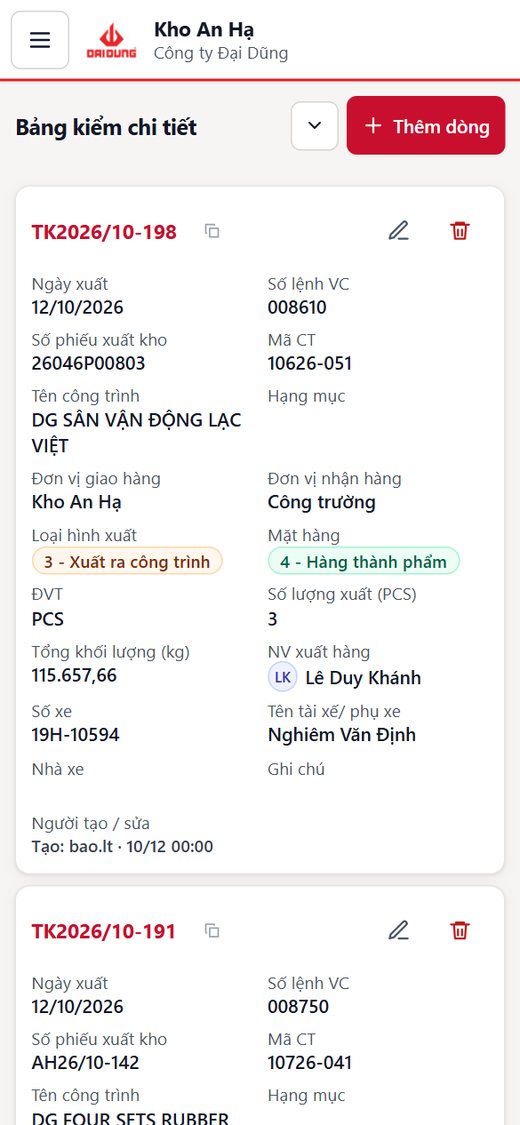 DAIDUNG
Kho An Hạ
Công ty Đại Dũng
Bảng kiểm chi tiết
Thêm dòng
TK2026/10-198
Ngày xuất
Số lệnh VC
12/10/2026
008610
Số phiếu xuất kho
Mã CT
26046P00803
10626-051
Tên công trình
Hạng mục
DG SÂN VẬN ĐỘNG LẠC
VIỆT
Đơn vị giao hàng
Đơn vị nhận hàng
Kho An Hạ
Công trường
Loại hình xuất
Mặt hàng
3 - Xuất ra công trình
4 - Hàng thành phẩm
ĐVT
Số lượng xuất (PCS)
PCS
3
Tổng khối lượng (kg)
NV xuất hàng
115.657,66
LK Lê Duy Khánh
Số xe
Tên tài xế/ phụ xe
19H-10594
Nghiêm Văn Định
Nhà xe
Ghi chú
Người tạo / sửa
Tạo: bao.lt · 10/12 00:00
TK2026/10-191
Ngày xuất
Số lệnh VC
12/10/2026
008750
Số phiếu xuất kho
Mã CT
AH26/10-142
10726-041
Tên công trình
Hạng mục
DG FOUR SETS RUBBER